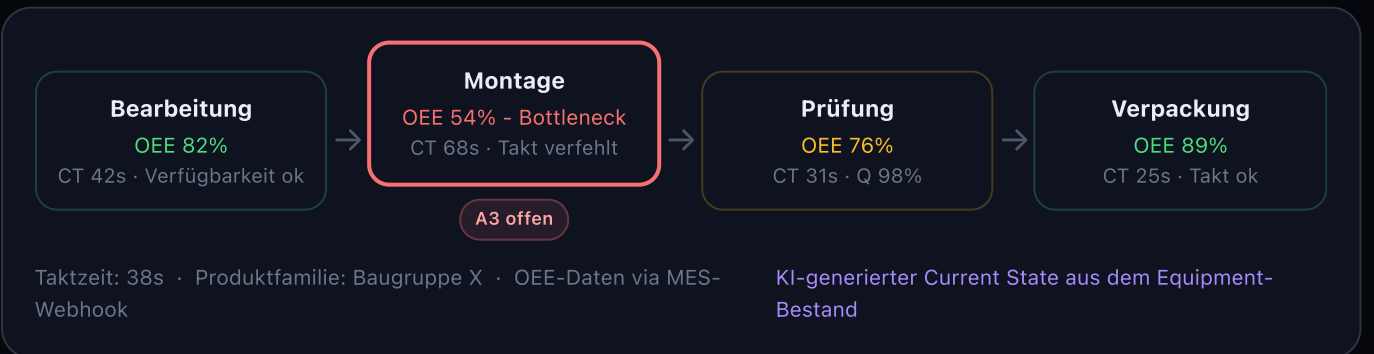 Bearbeitung
OEE 82%
CT 42s · Verfügbarkeit ok
Montage
OEE 54% - Bottleneck
CT 68s · Takt verfehlt
A3 offen
Prüfung
OEE 76%
CT 31s · Q 98%
Verpackung
OEE 89%
CT 25s · Takt ok
Taktzeit: 38s · Produktfamilie: Baugruppe X · OEE-Daten via MES-
Webhook
KI-generierter Current State aus dem Equipment-
Bestand